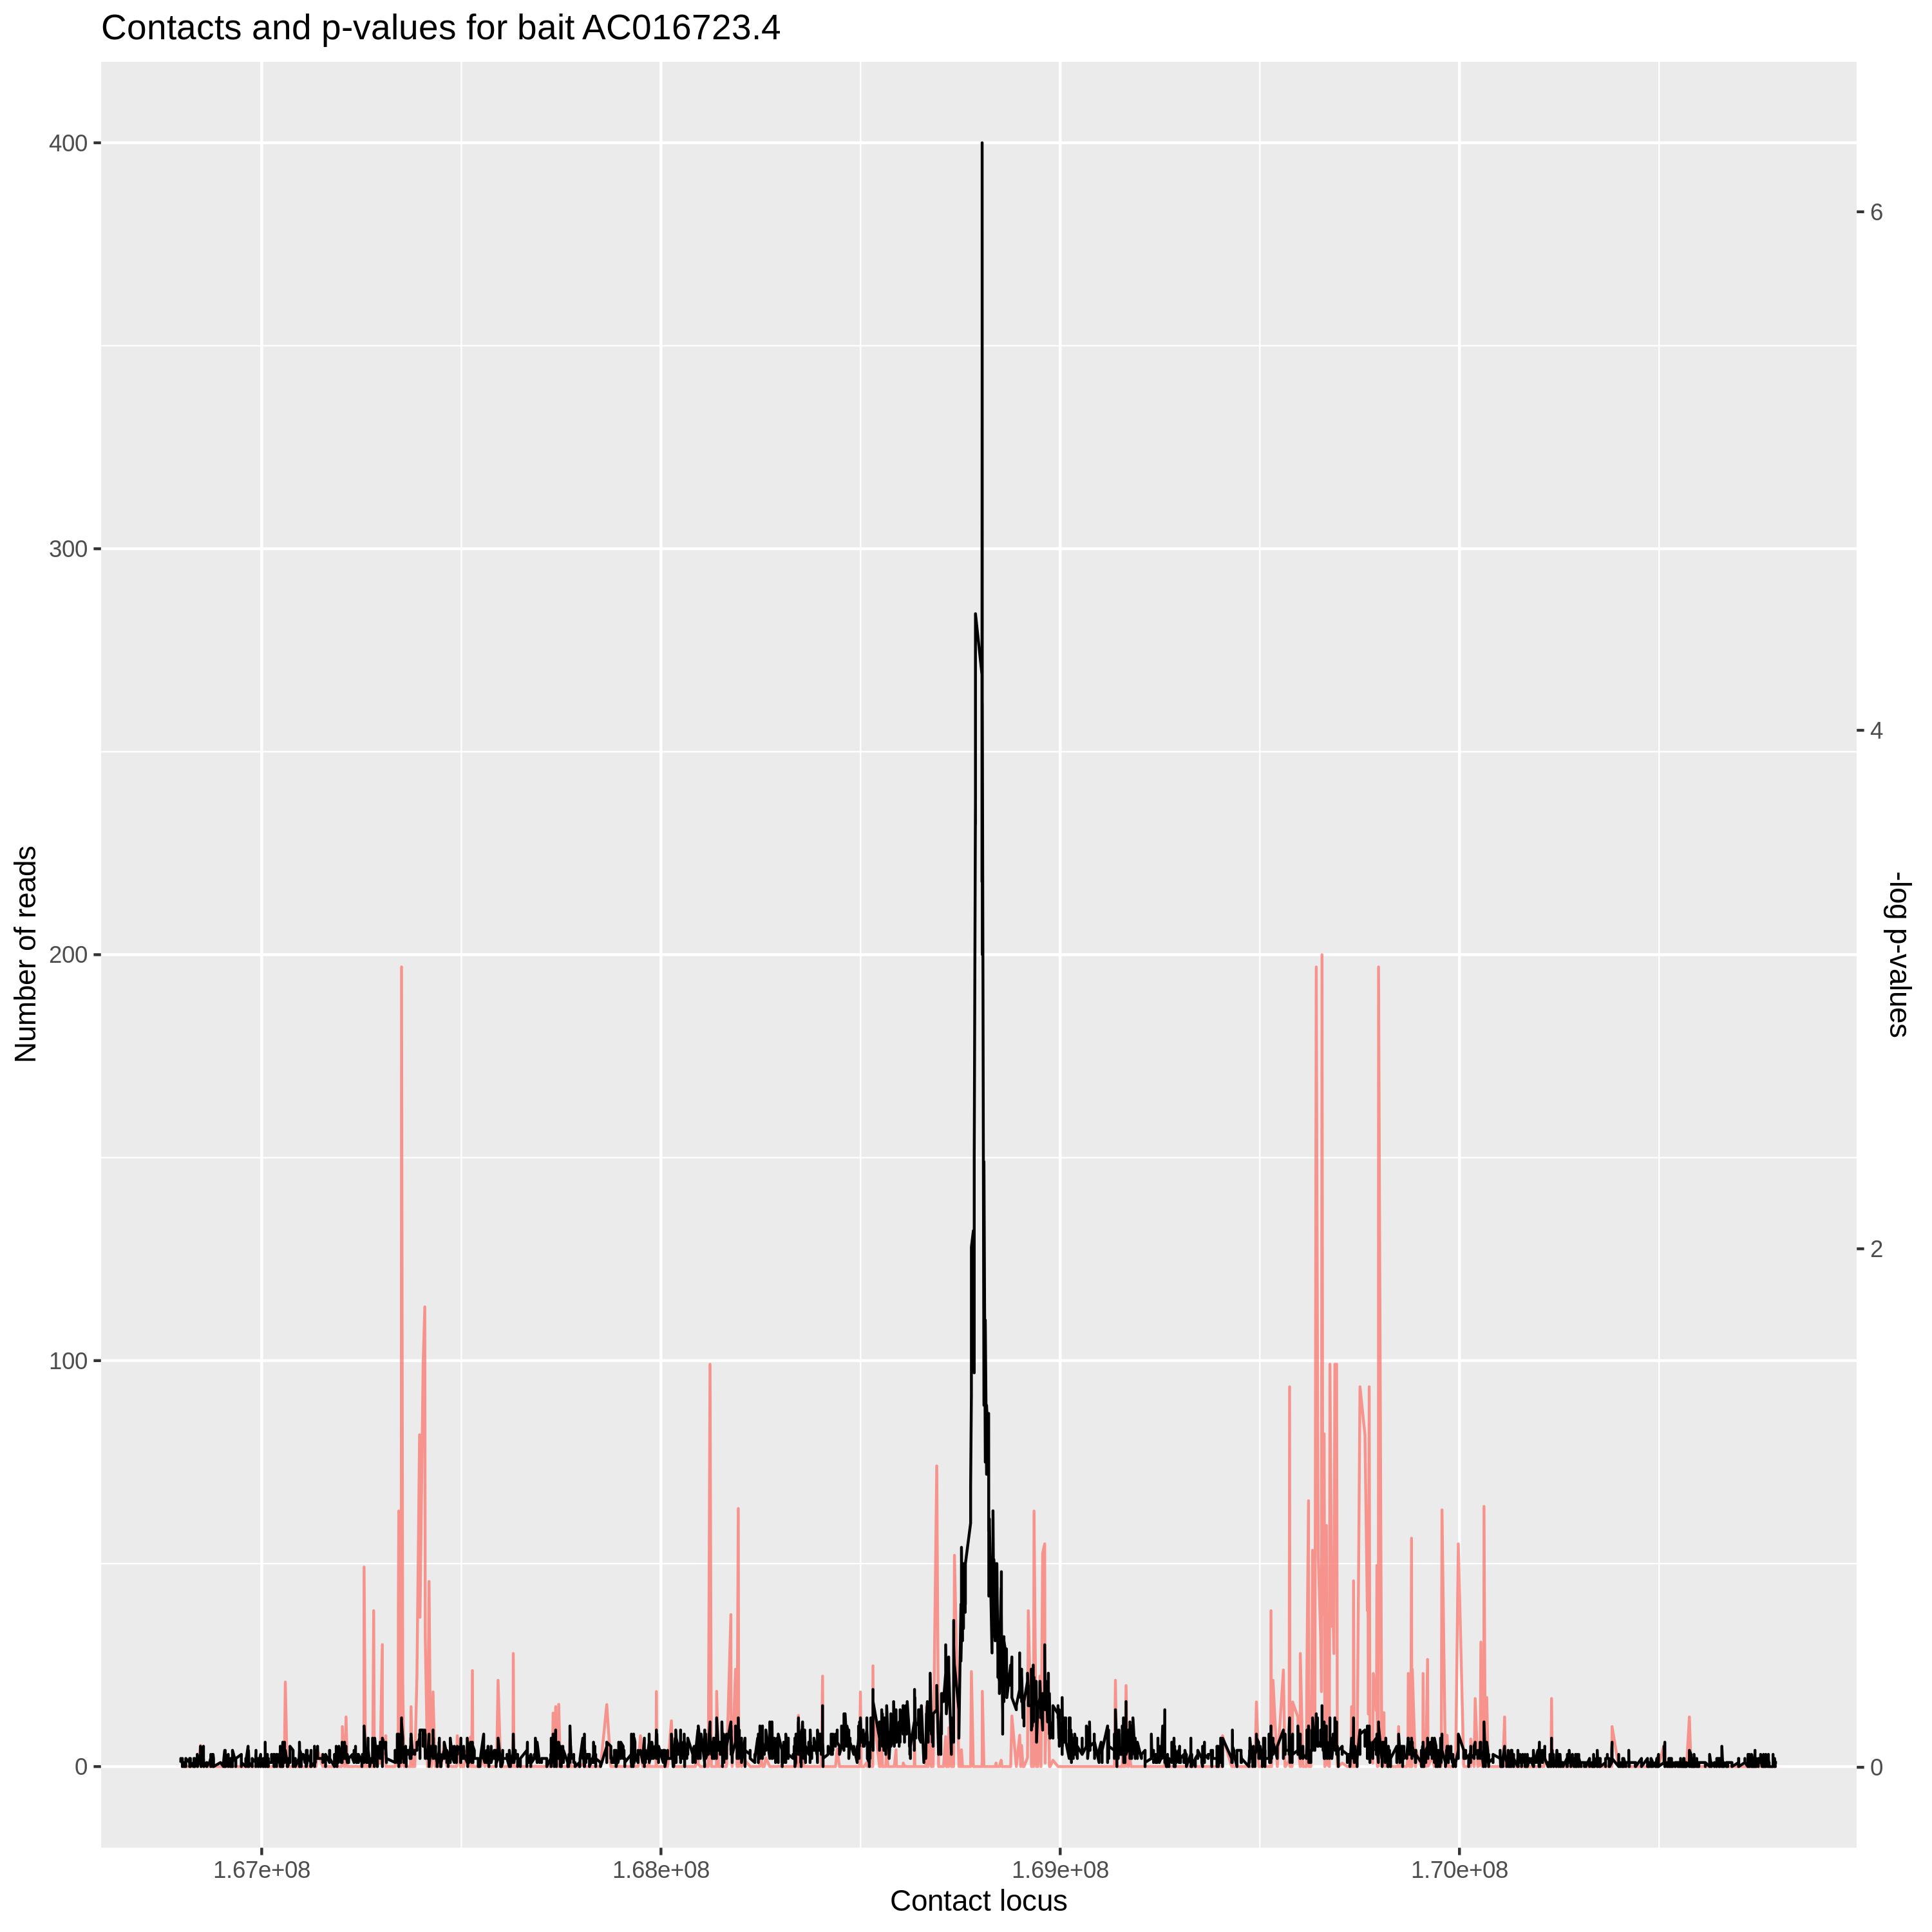 Contacts and p-values for bait AC016723.4
400
300
200
100
0
Number of reads
6
4
2
0
-log p-values
1.67e+08
1.68e+08
1.69e+08
1.70e+08
Contact locus